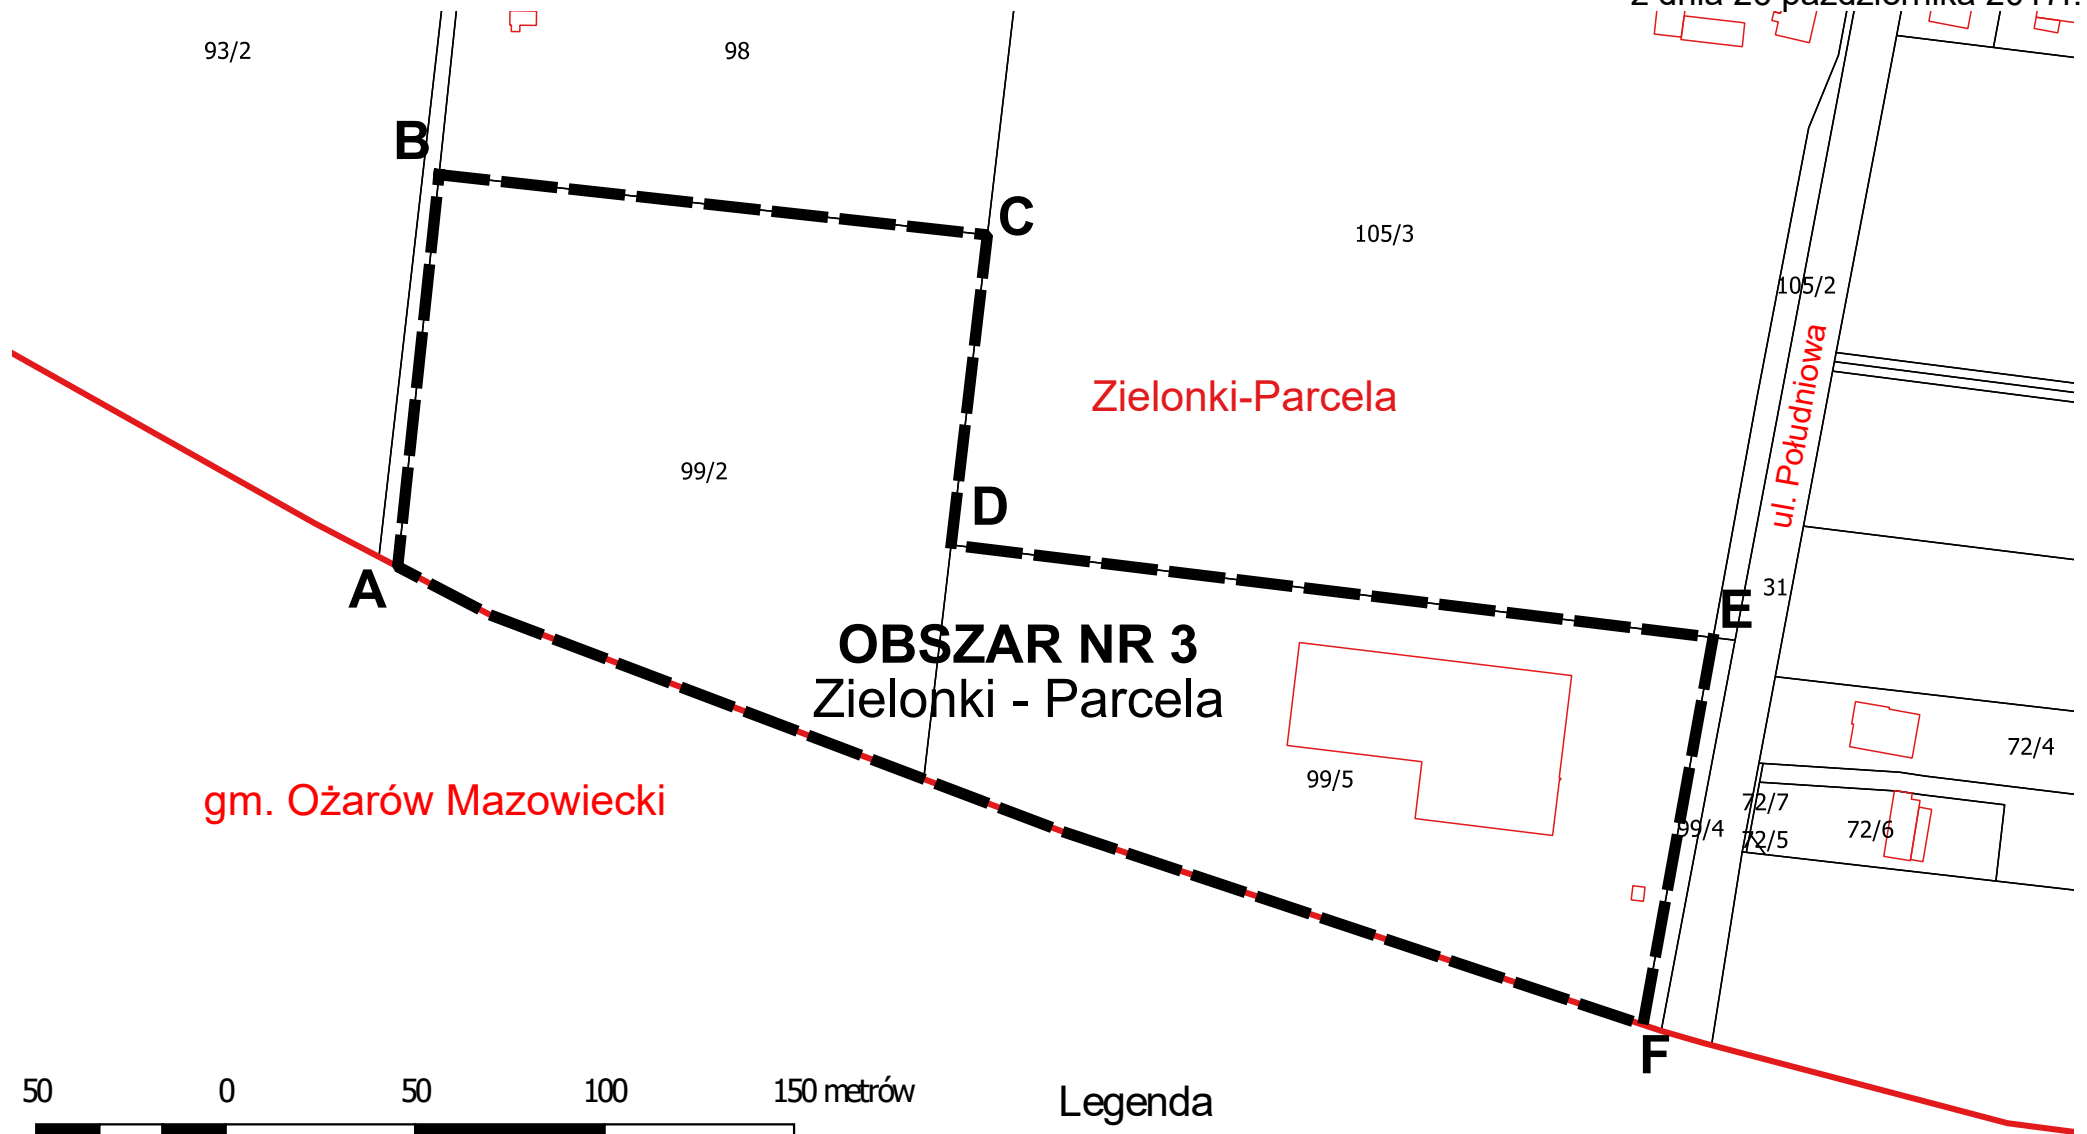 93/2
98
B
C
105/3
105/2
Zielonki-Parcela
ul. Południowa
99/2
D
A
31
E
OBSZAR NR 3
Zielonki - Parcela
72/4
gm. Ożarów Mazowiecki
99/5
72/7
99/4
72/5
72/6
F
50 0 50 100 150 metrów
Legenda